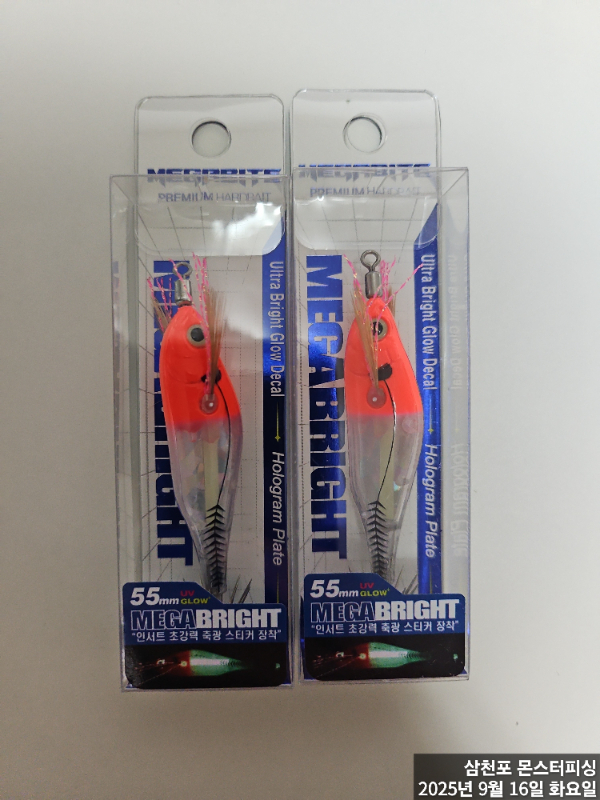 MEGABITE
PREMIUM HARDBAIT
MEGABRIGHT
Ultra Bright Glow Decal
Hologram Plate
55mm UV GLOW
MEGABRIGHT
"인서트 초강력 축광 스티커 장착"
MEGABITE
PREMIUM HARDBAIT
MEGABRIGHT
Ultra Bright Glow Decal
Hologram Plate
55mm UV GLOW
MEGABRIGHT
"인서트 초강력 축광 스티커 장착"
삼천포 몬스터피싱
2025년 9월 16일 화요일